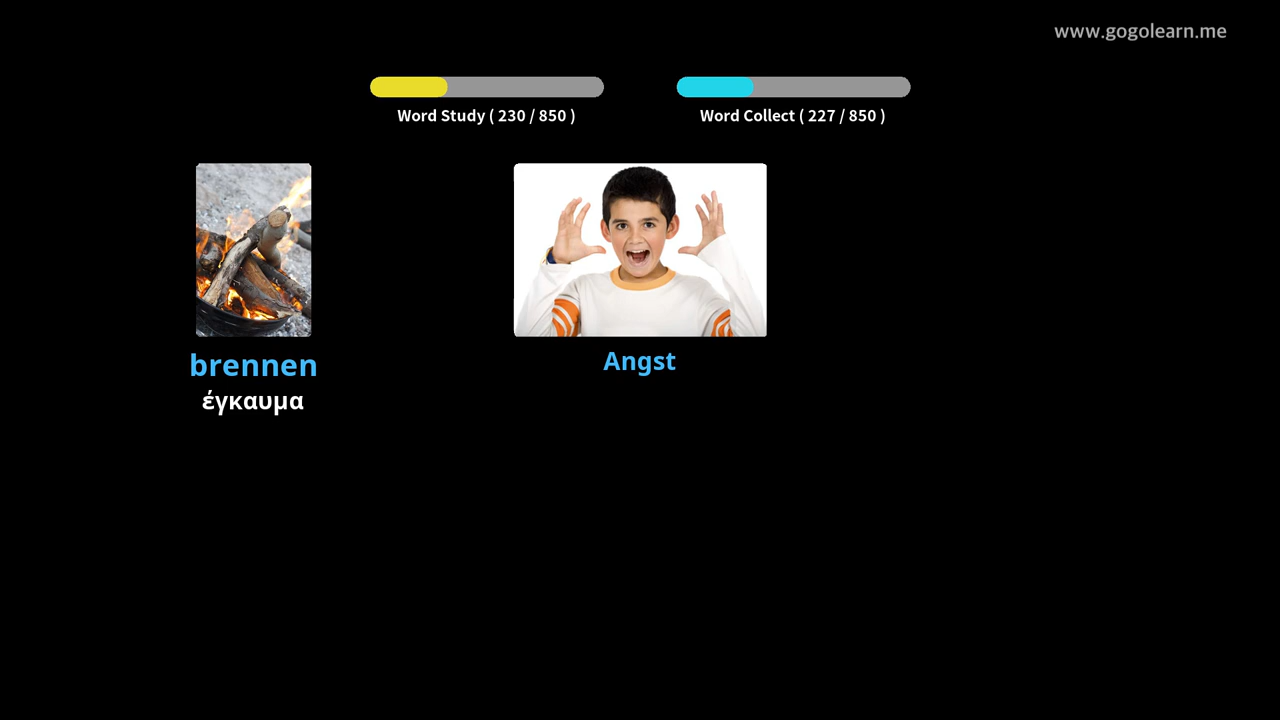 www.gogolearn.me
Word Study ( 230 / 850 )
Word Collect ( 227 / 850 )
brennen
έγκαυμα
Angst